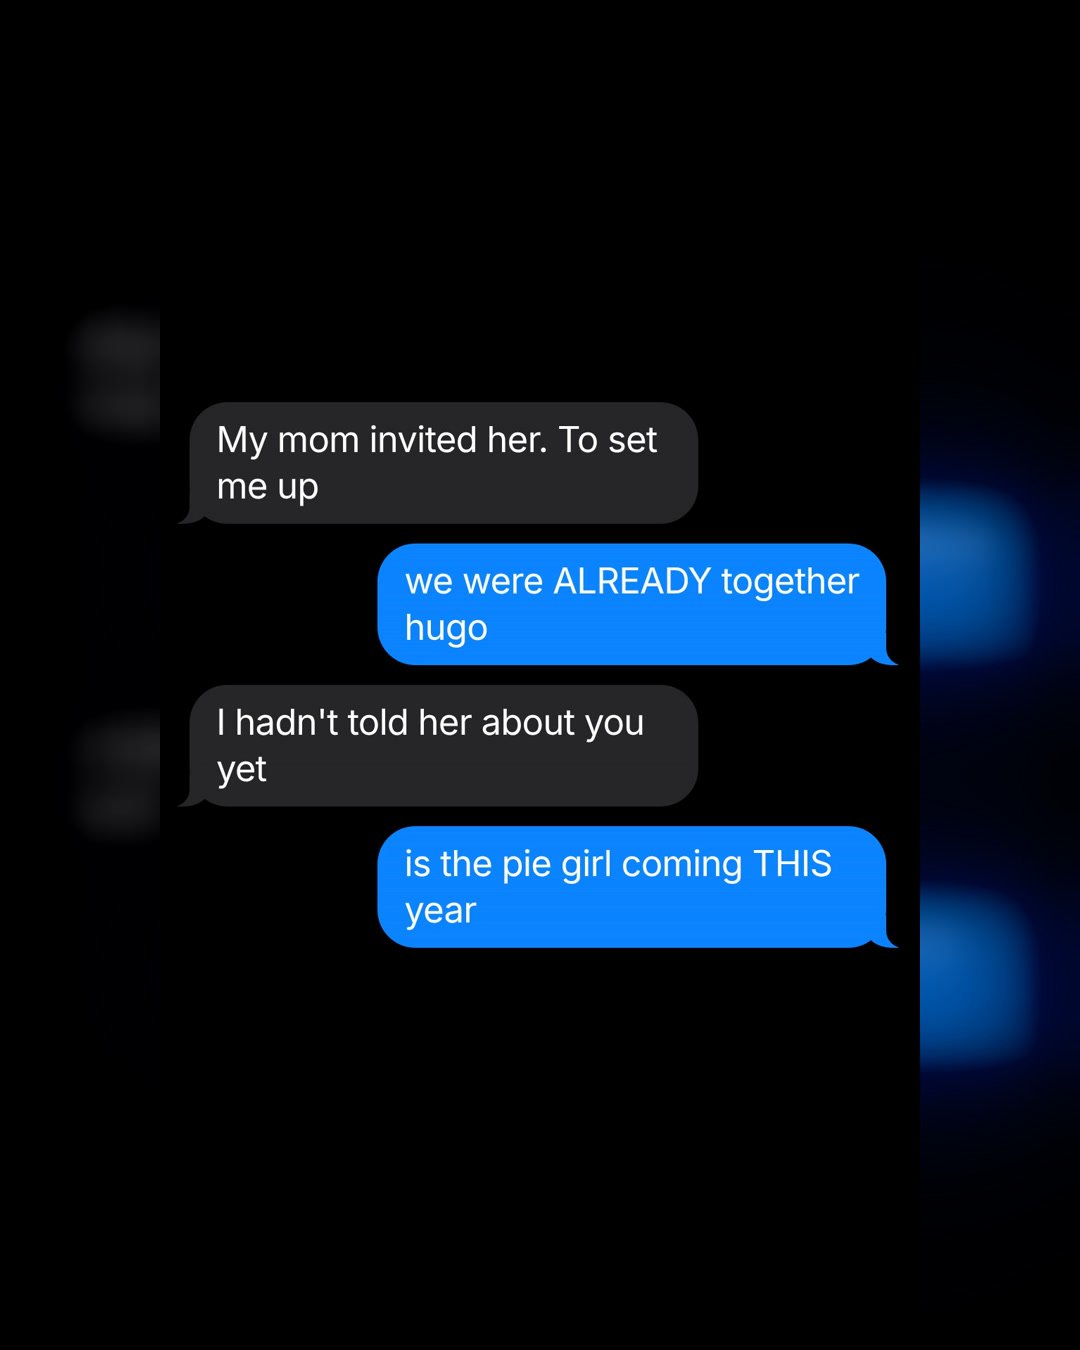 My mom invited her. To set
me up
we were ALREADY together
hugo
I hadn't told her about you
yet
is the pie girl coming THIS
year